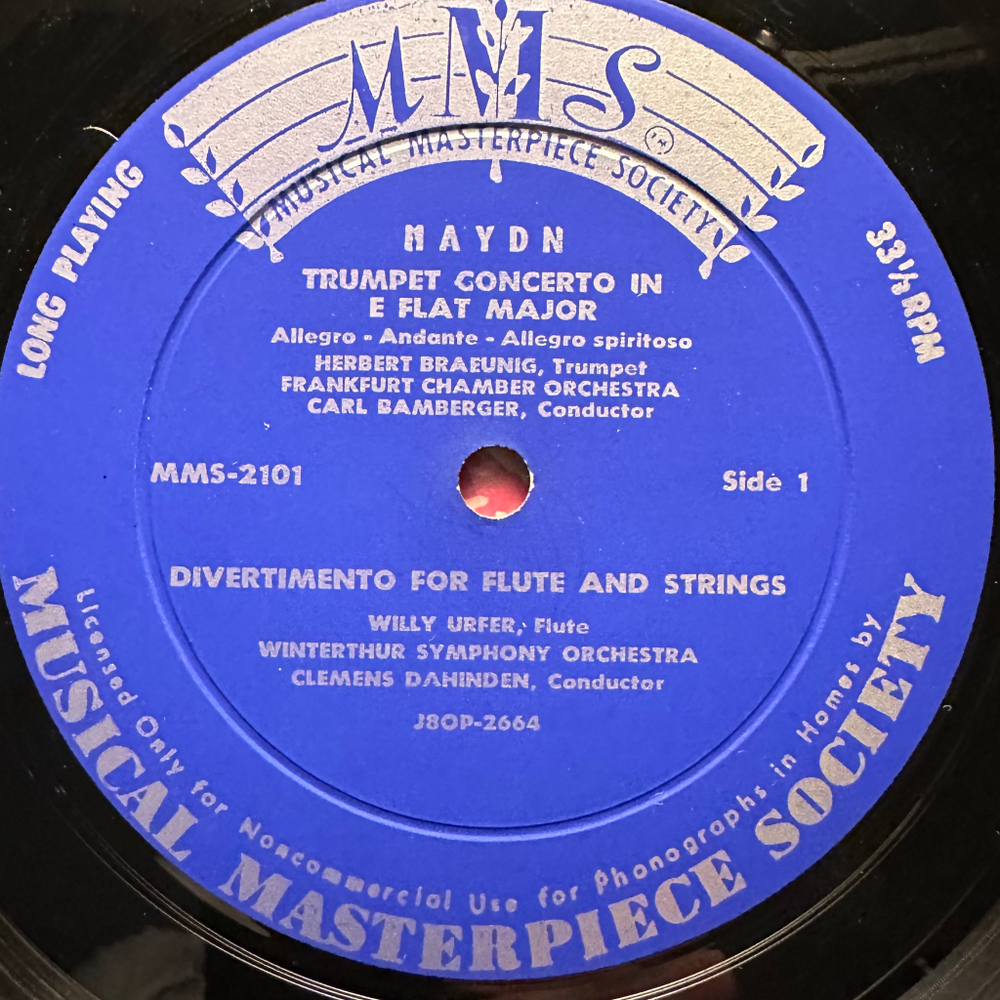 MMS
TM
MUSICAL MASTERPIECE SOCIETY
LONG PLAYING
33⅓ RPM
HAYDN
TRUMPET CONCERTO IN
E FLAT MAJOR
Allegro - Andante - Allegro spiritoso
HERBERT BRAEUNIG, Trumpet
FRANKFURT CHAMBER ORCHESTRA
CARL BAMBERGER, Conductor
MMS-2101
Side 1
DIVERTIMENTO FOR FLUTE AND STRINGS
WILLY URFER, Flute
WINTERTHUR SYMPHONY ORCHESTRA
CLEMENS DAHINDEN, Conductor
J8OP-2664
Licensed Only for Noncommercial Use for Phonographs in Homes by
MUSICAL MASTERPIECE SOCIETY